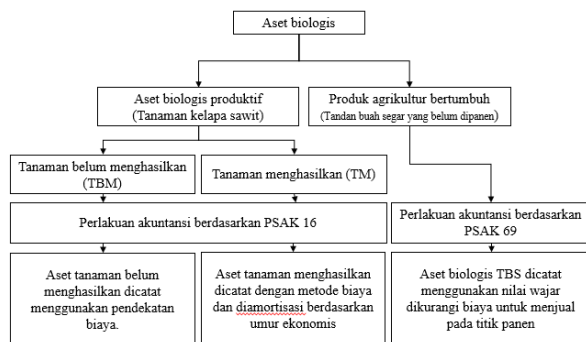 Aset biologis
Aset biologis produktif
(Tanaman kelapa sawit)
Produk agrikultur bertumbuh
(Tandan buah segar yang belum dipanen)
Tanaman belum menghasilkan
(TBM)
Tanaman menghasilkan (TM)
Perlakuan akuntansi berdasarkan PSAK 16
Perlakuan akuntansi berdasarkan
PSAK 69
Aset tanaman belum
menghasilkan dicatat
menggunakan pendekatan
biaya.
Aset tanaman menghasilkan
dicatat dengan metode biaya
dan diamortisasi berdasarkan
umur ekonomis
Aset biologis TBS dicatat
menggunakan nilai wajar
dikurangi biaya untuk menjual
pada titik panen